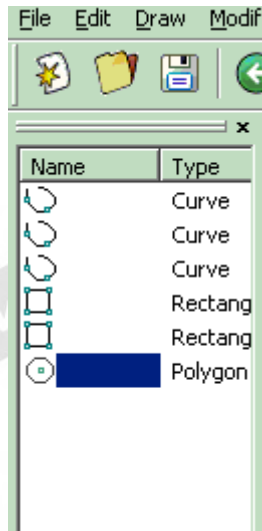 File Edit Draw Modif
x
Name Type
Curve
Curve
Curve
Rectang
Rectang
Polygon